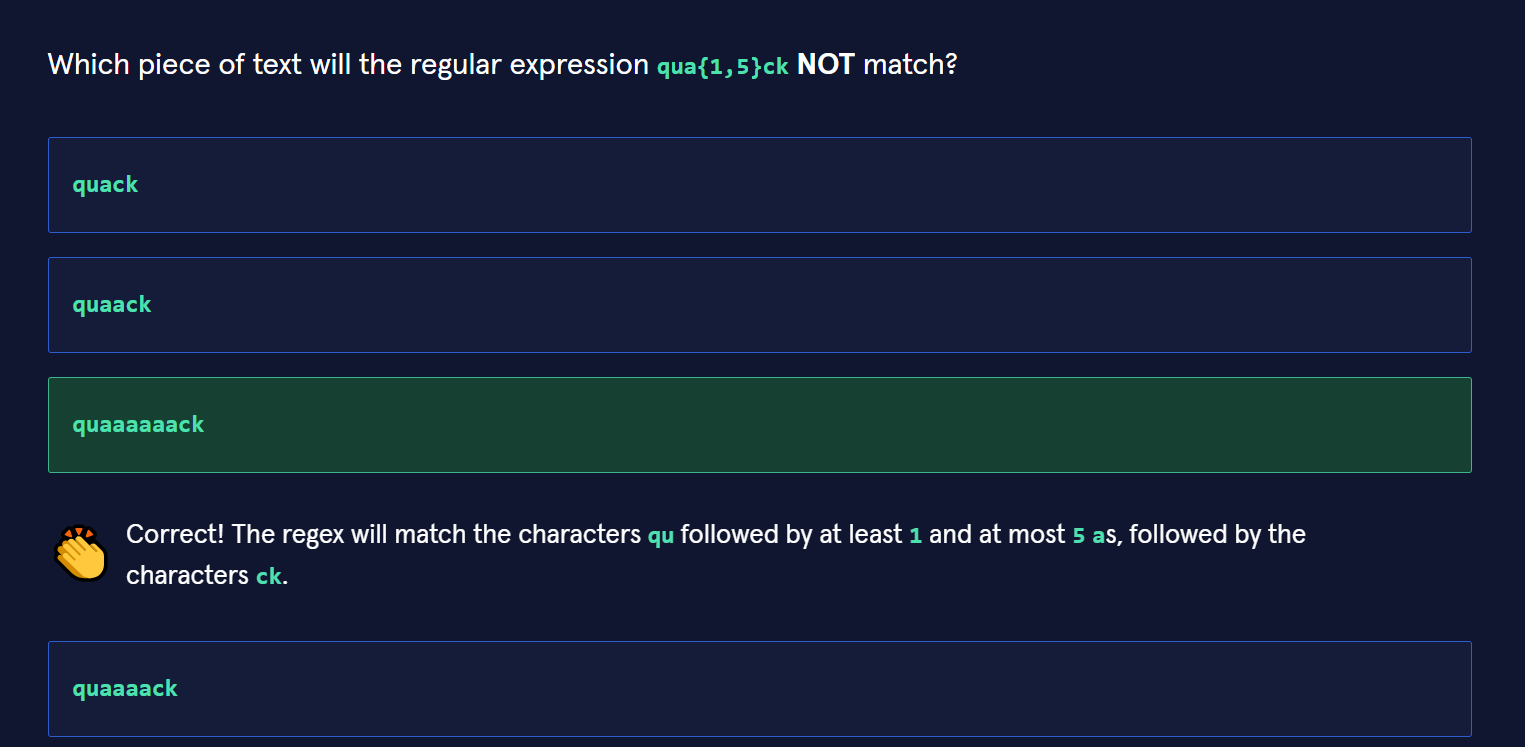 Which piece of text will the regular expression qua{1,5}ck NOT match?
quack
quaack
quaaaaaack
Correct! The regex will match the characters qu followed by at least 1 and at most 5 as, followed by the
characters ck.
quaaaack